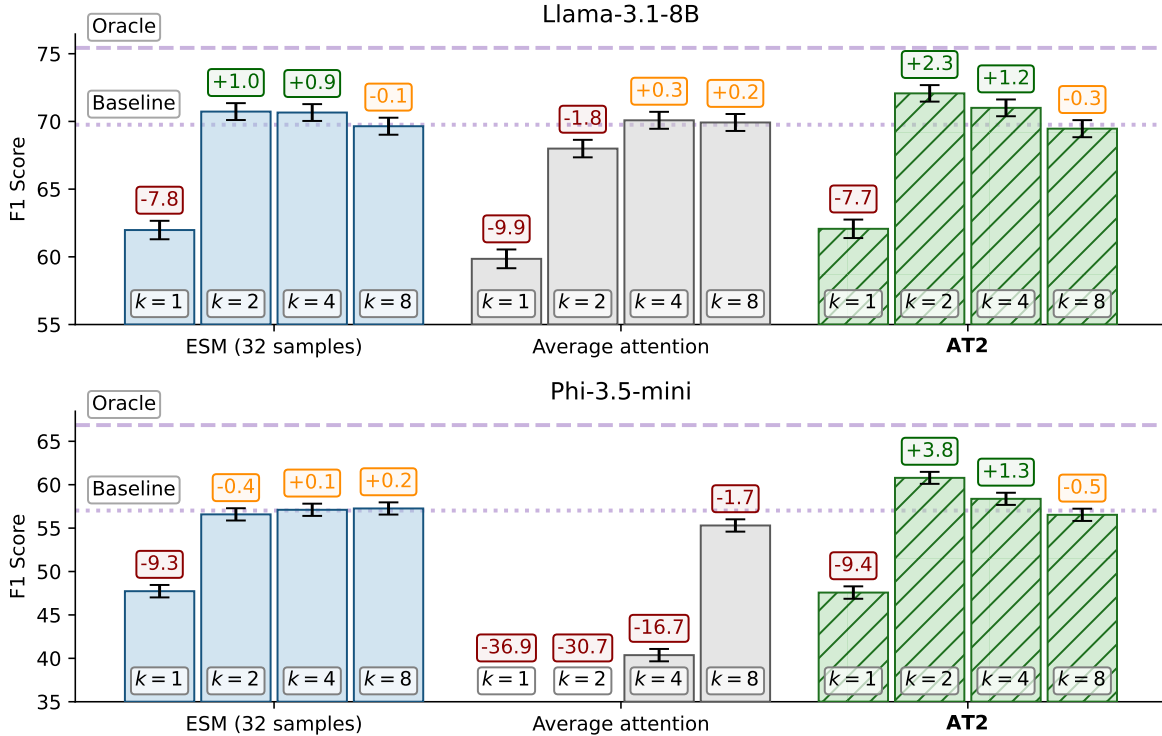 Llama-3.1-8B
Oracle
Baseline
F1 Score
75
70
65
60
55
-7.8
+1.0
+0.9
-0.1
-9.9
-1.8
+0.3
+0.2
-7.7
+2.3
+1.2
-0.3
k = 1
k = 2
k = 4
k = 8
k = 1
k = 2
k = 4
k = 8
k = 1
k = 2
k = 4
k = 8
ESM (32 samples)
Average attention
AT2
Phi-3.5-mini
Oracle
Baseline
F1 Score
65
60
55
50
45
40
35
-9.3
-0.4
+0.1
+0.2
-36.9
-30.7
-16.7
-1.7
-9.4
+3.8
+1.3
-0.5
k = 1
k = 2
k = 4
k = 8
k = 1
k = 2
k = 4
k = 8
k = 1
k = 2
k = 4
k = 8
ESM (32 samples)
Average attention
AT2